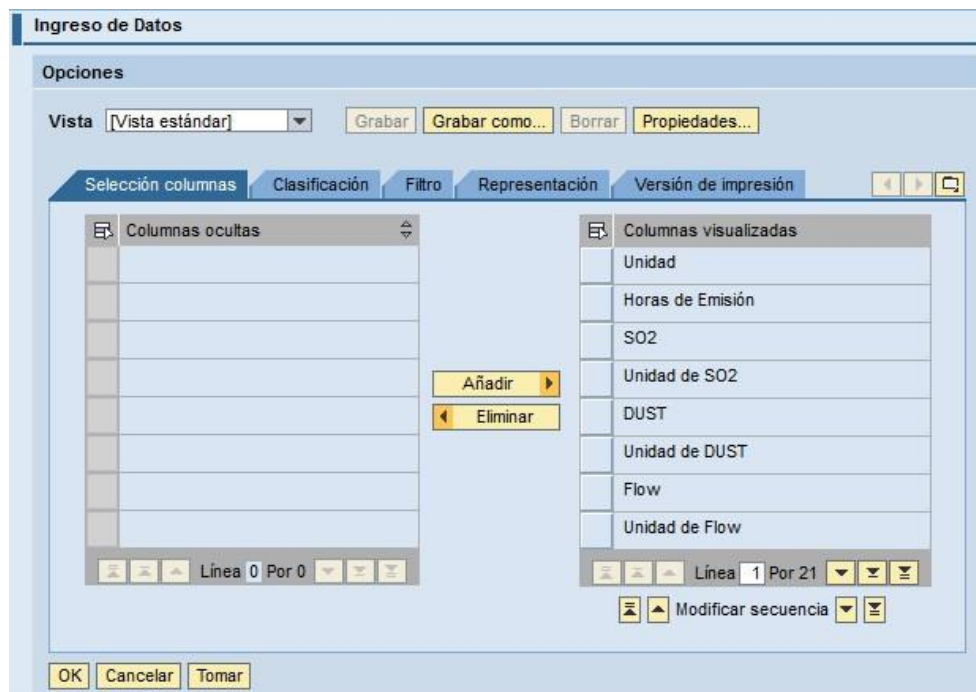 Ingreso de Datos
Opciones
Vista [Vista estándar] Grabar Grabar como... Borrar Propiedades...
Selección columnas Clasificación Filtro Representación Versión de impresión
Columnas ocultas Columnas visualizadas
Unidad
Horas de Emisión
SO2
Añadir Unidad de SO2
Eliminar DUST
Unidad de DUST
Flow
Unidad de Flow
Línea 0 Por 0 Línea 1 Por 21
Modificar secuencia
OK Cancelar Tomar